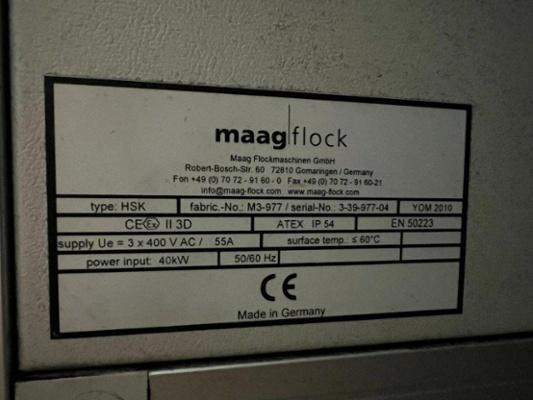 maag flock
Maag Flockmaschinen GmbH
Robert-Bosch-Str. 60 72810 Gomaringen / Germany
Fon +49 (0) 70 72 - 91 60 - 0 Fax +49 (0) 70 72 - 91 60-21
info@maag-flock.com www.maag-flock.com
type: HSK fabric.-No.: M3-977 / serial-No.: 3-39-977-04 YOM 2010
CE Ex II 3D ATEX IP 54 EN 50223
supply Ue = 3 x 400 V AC / 55A surface temp.: ≤ 60°C
power input: 40kW 50/60 Hz
CE
Made in Germany